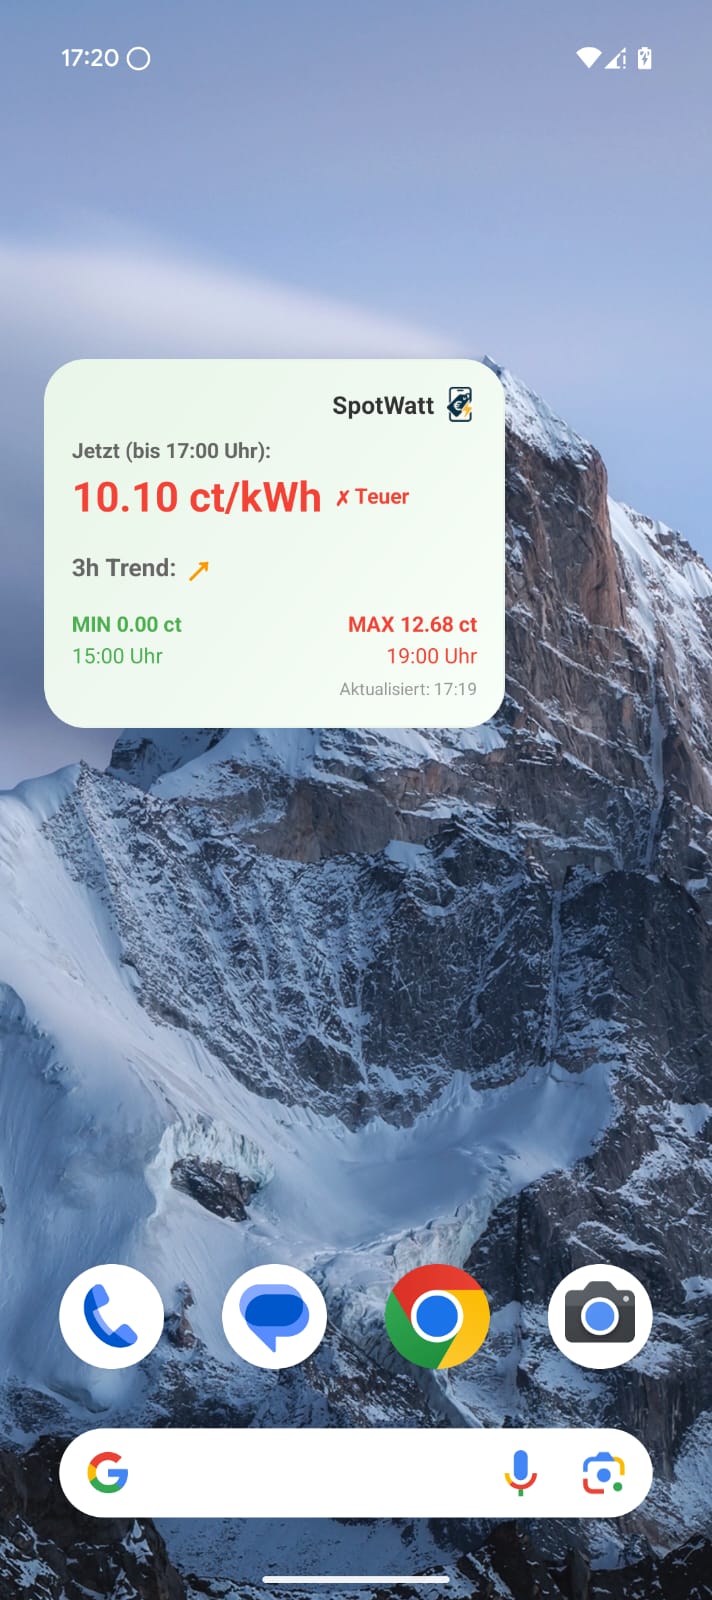 17:20
SpotWatt
Jetzt (bis 17:00 Uhr):
10.10 ct/kWh ✗ Teuer
3h Trend: ➚
MIN 0.00 ct MAX 12.68 ct
15:00 Uhr 19:00 Uhr
Aktualisiert: 17:19